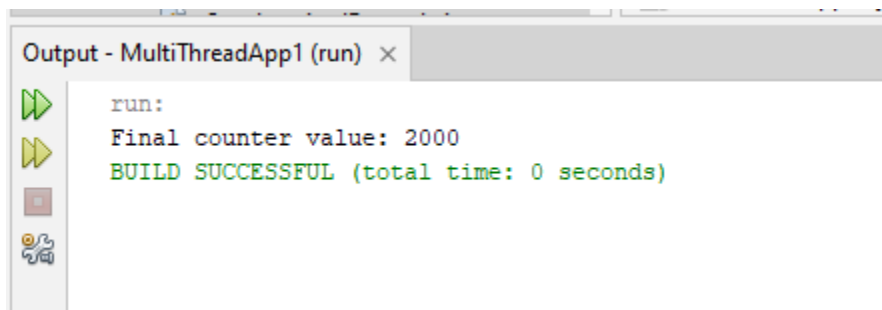 Output - MultiThreadApp1 (run)
run:
Final counter value: 2000
BUILD SUCCESSFUL (total time: 0 seconds)